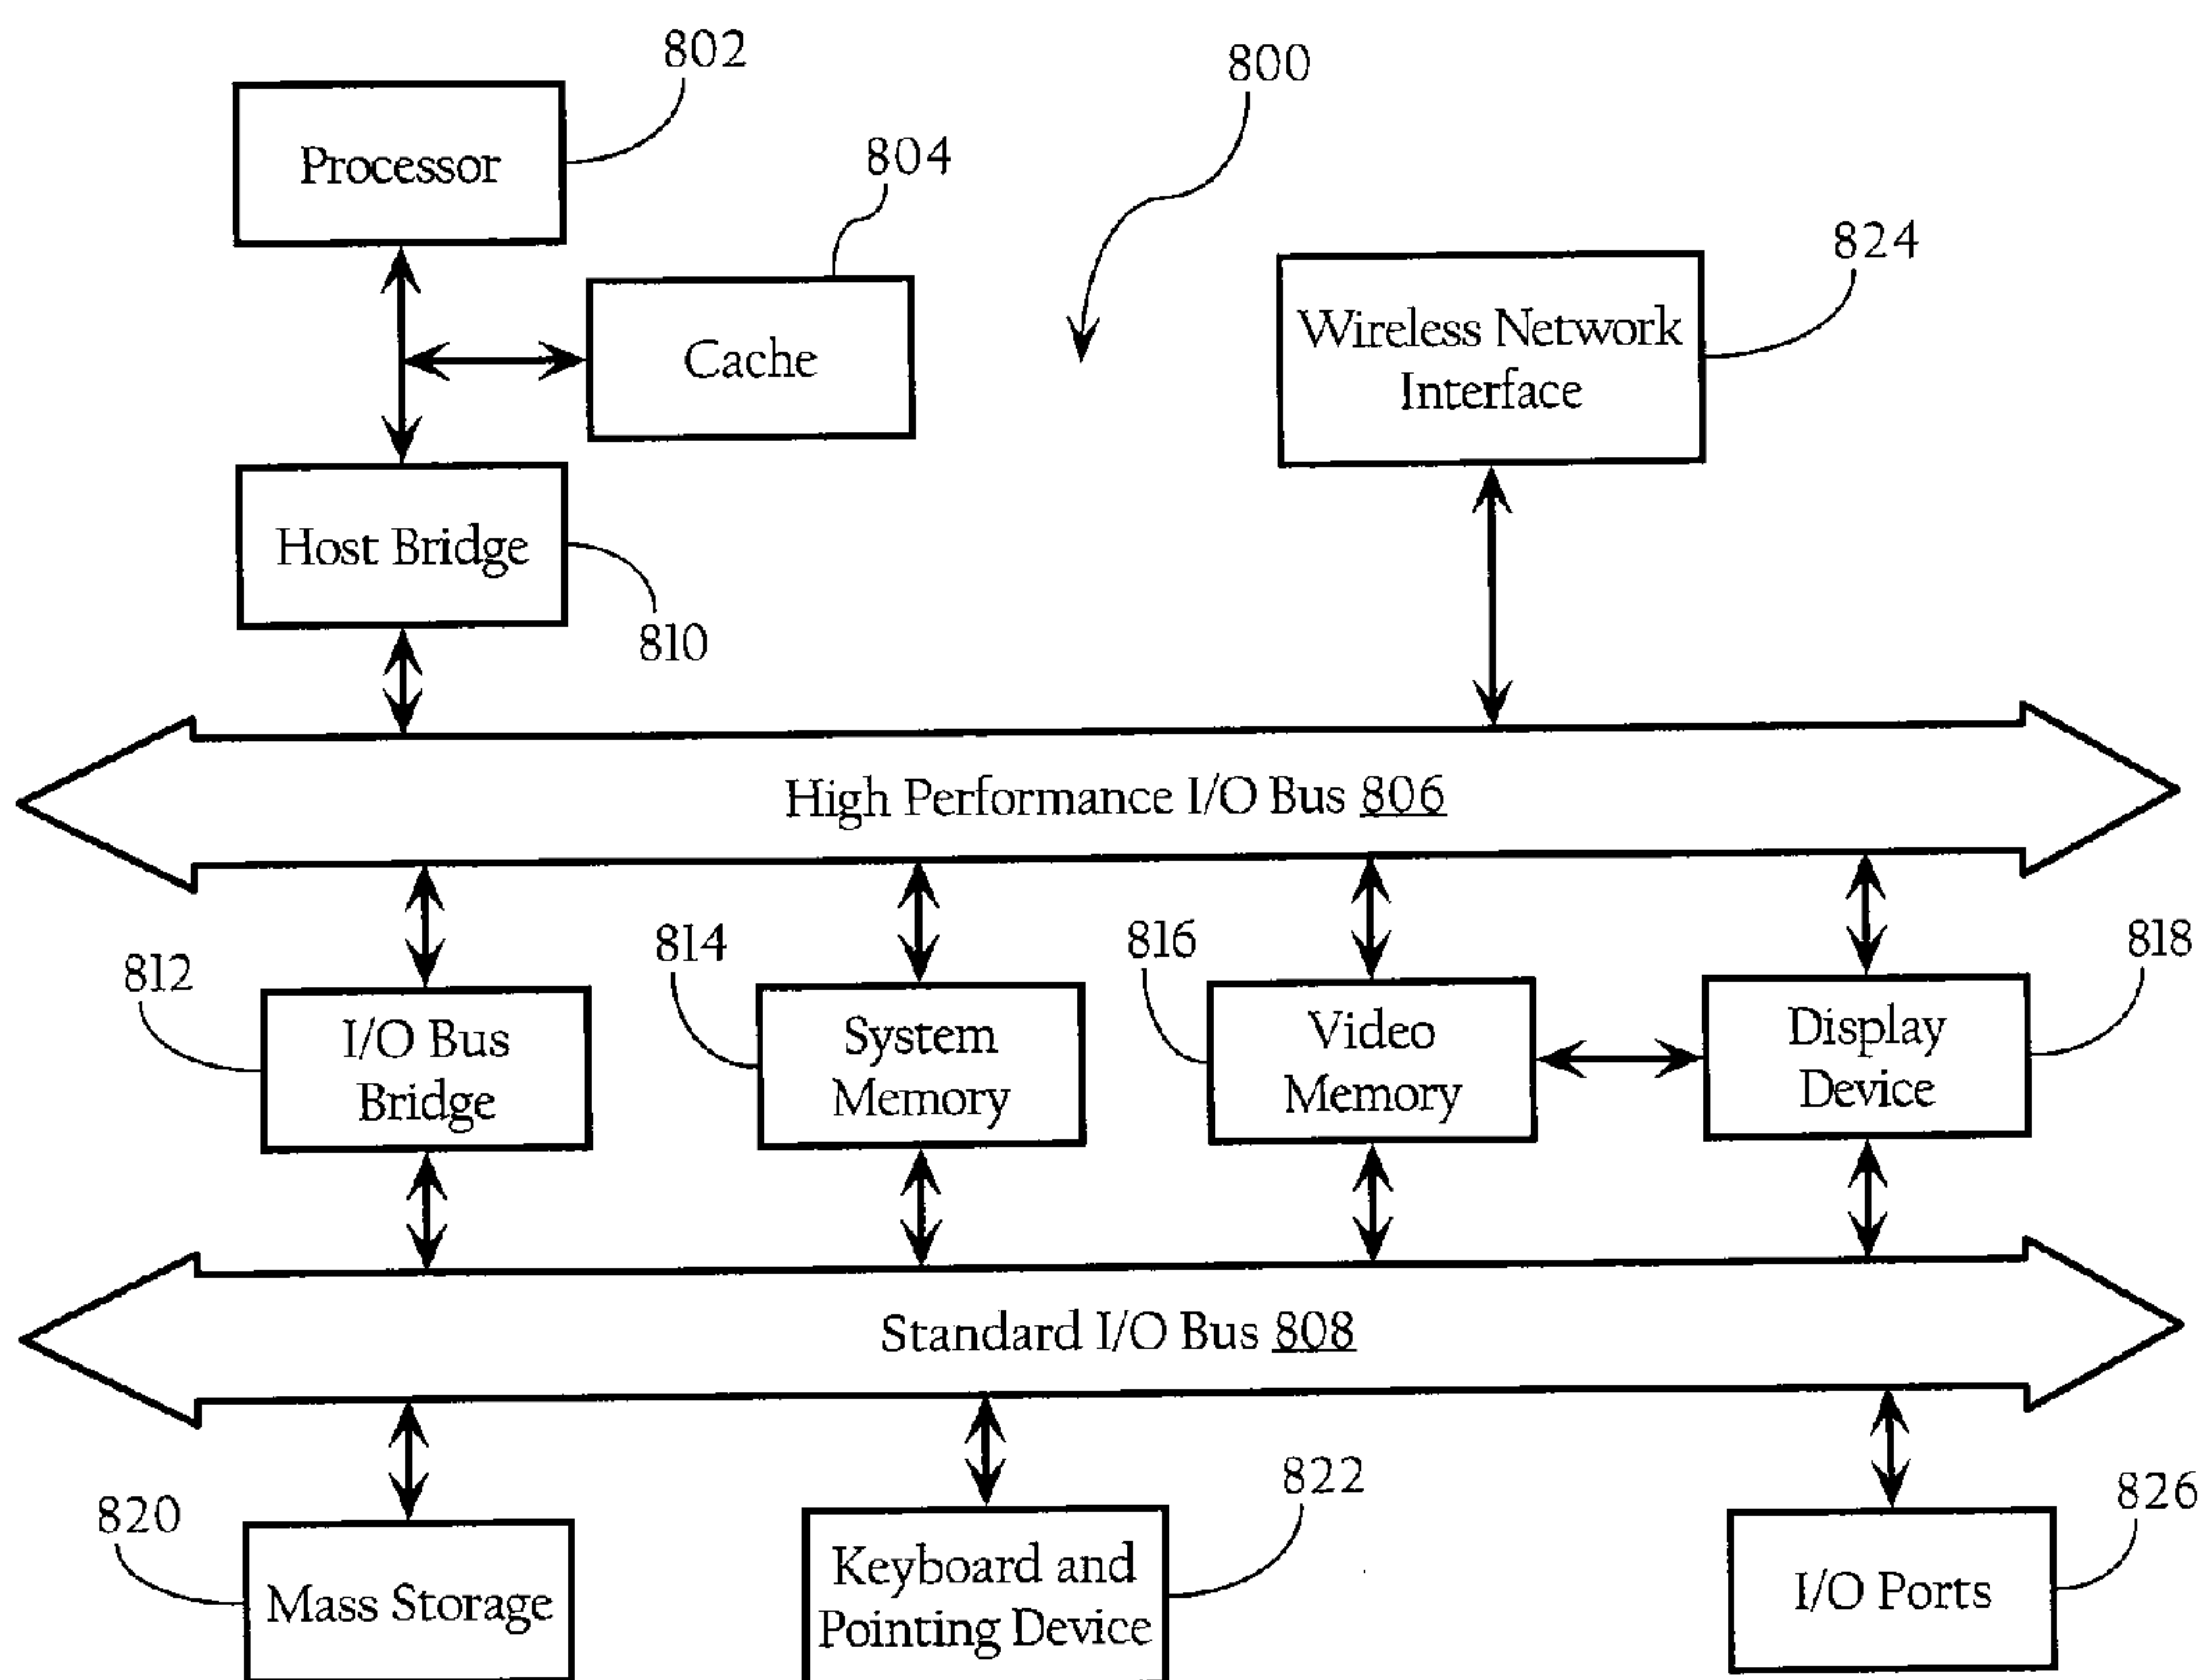 802
800
Processor
804
824
Cache
Wireless Network
Interface
Host Bridge
810
High Performance I/O Bus 806
812
814
816
818
I/O Bus
Bridge
System
Memory
Video
Memory
Display
Device
Standard I/O Bus 808
820
822
826
Mass Storage
Keyboard and
Pointing Device
I/O Ports